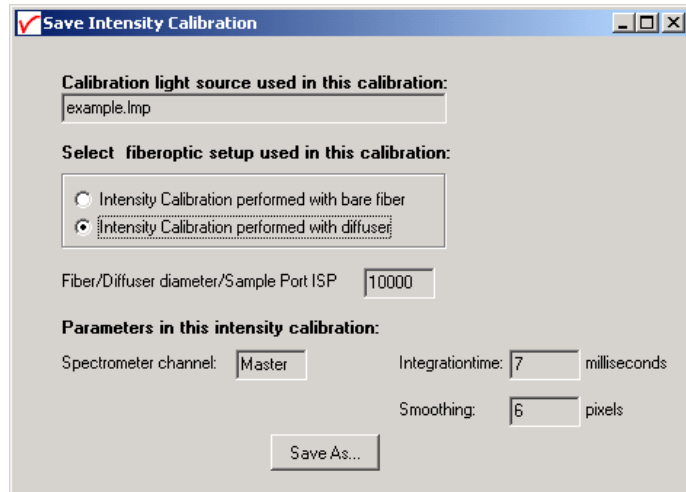 Save Intensity Calibration
Calibration light source used in this calibration:
example.lmp
Select fiberoptic setup used in this calibration:
Intensity Calibration performed with bare fiber
Intensity Calibration performed with diffuser
Fiber/Diffuser diameter/Sample Port ISP 10000
Parameters in this intensity calibration:
Spectrometer channel: Master Integrationtime: 7 milliseconds
Smoothing: 6 pixels
Save As...